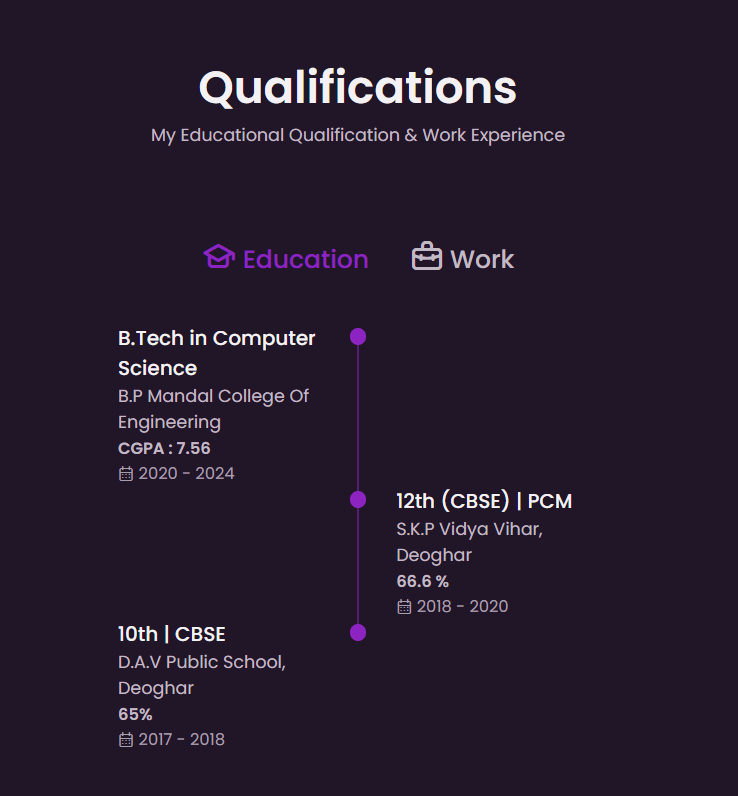 Qualifications
My Educational Qualification & Work Experience
Education
Work
B.Tech in Computer
Science
B.P Mandal College Of
Engineering
CGPA : 7.56
2020 - 2024
12th (CBSE) | PCM
S.K.P Vidya Vihar,
Deoghar
66.6 %
2018 - 2020
10th | CBSE
D.A.V Public School,
Deoghar
65%
2017 - 2018